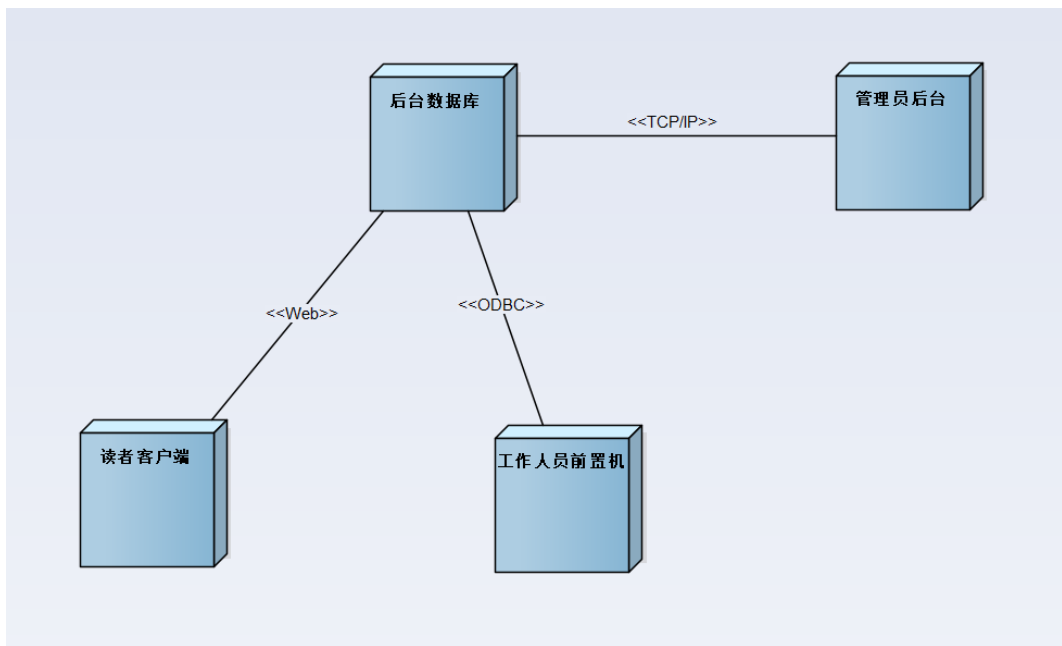 后台数据库
管理员后台
<<TCP/IP>>
<<Web>>
<<ODBC>>
读者客户端
工作人员前置机